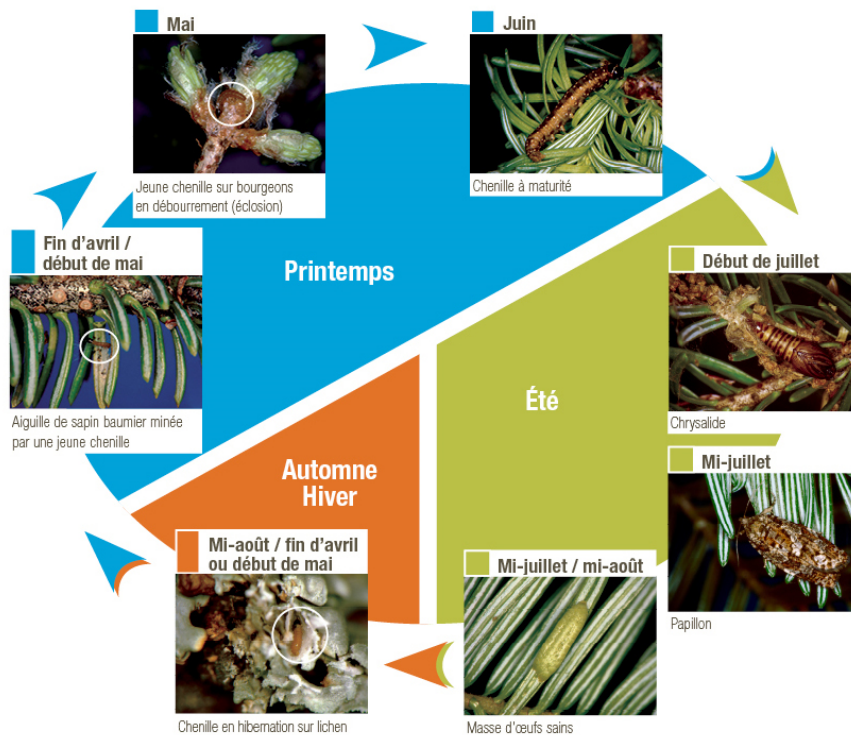 Mai
Jeune chenille sur bourgeons
en débourrement (éclosion)
Juin
Chenille à maturité
Fin d'avril /
début de mai
Aiguille de sapin baumier minée
par une jeune chenille
Printemps
Début de juillet
Chrysalide
Été
Mi-juillet
Papillon
Automne
Hiver
Mi-juillet / mi-août
Masse d'œufs sains
Mi-août / fin d'avril
ou début de mai
Chenille en hibernation sur lichen